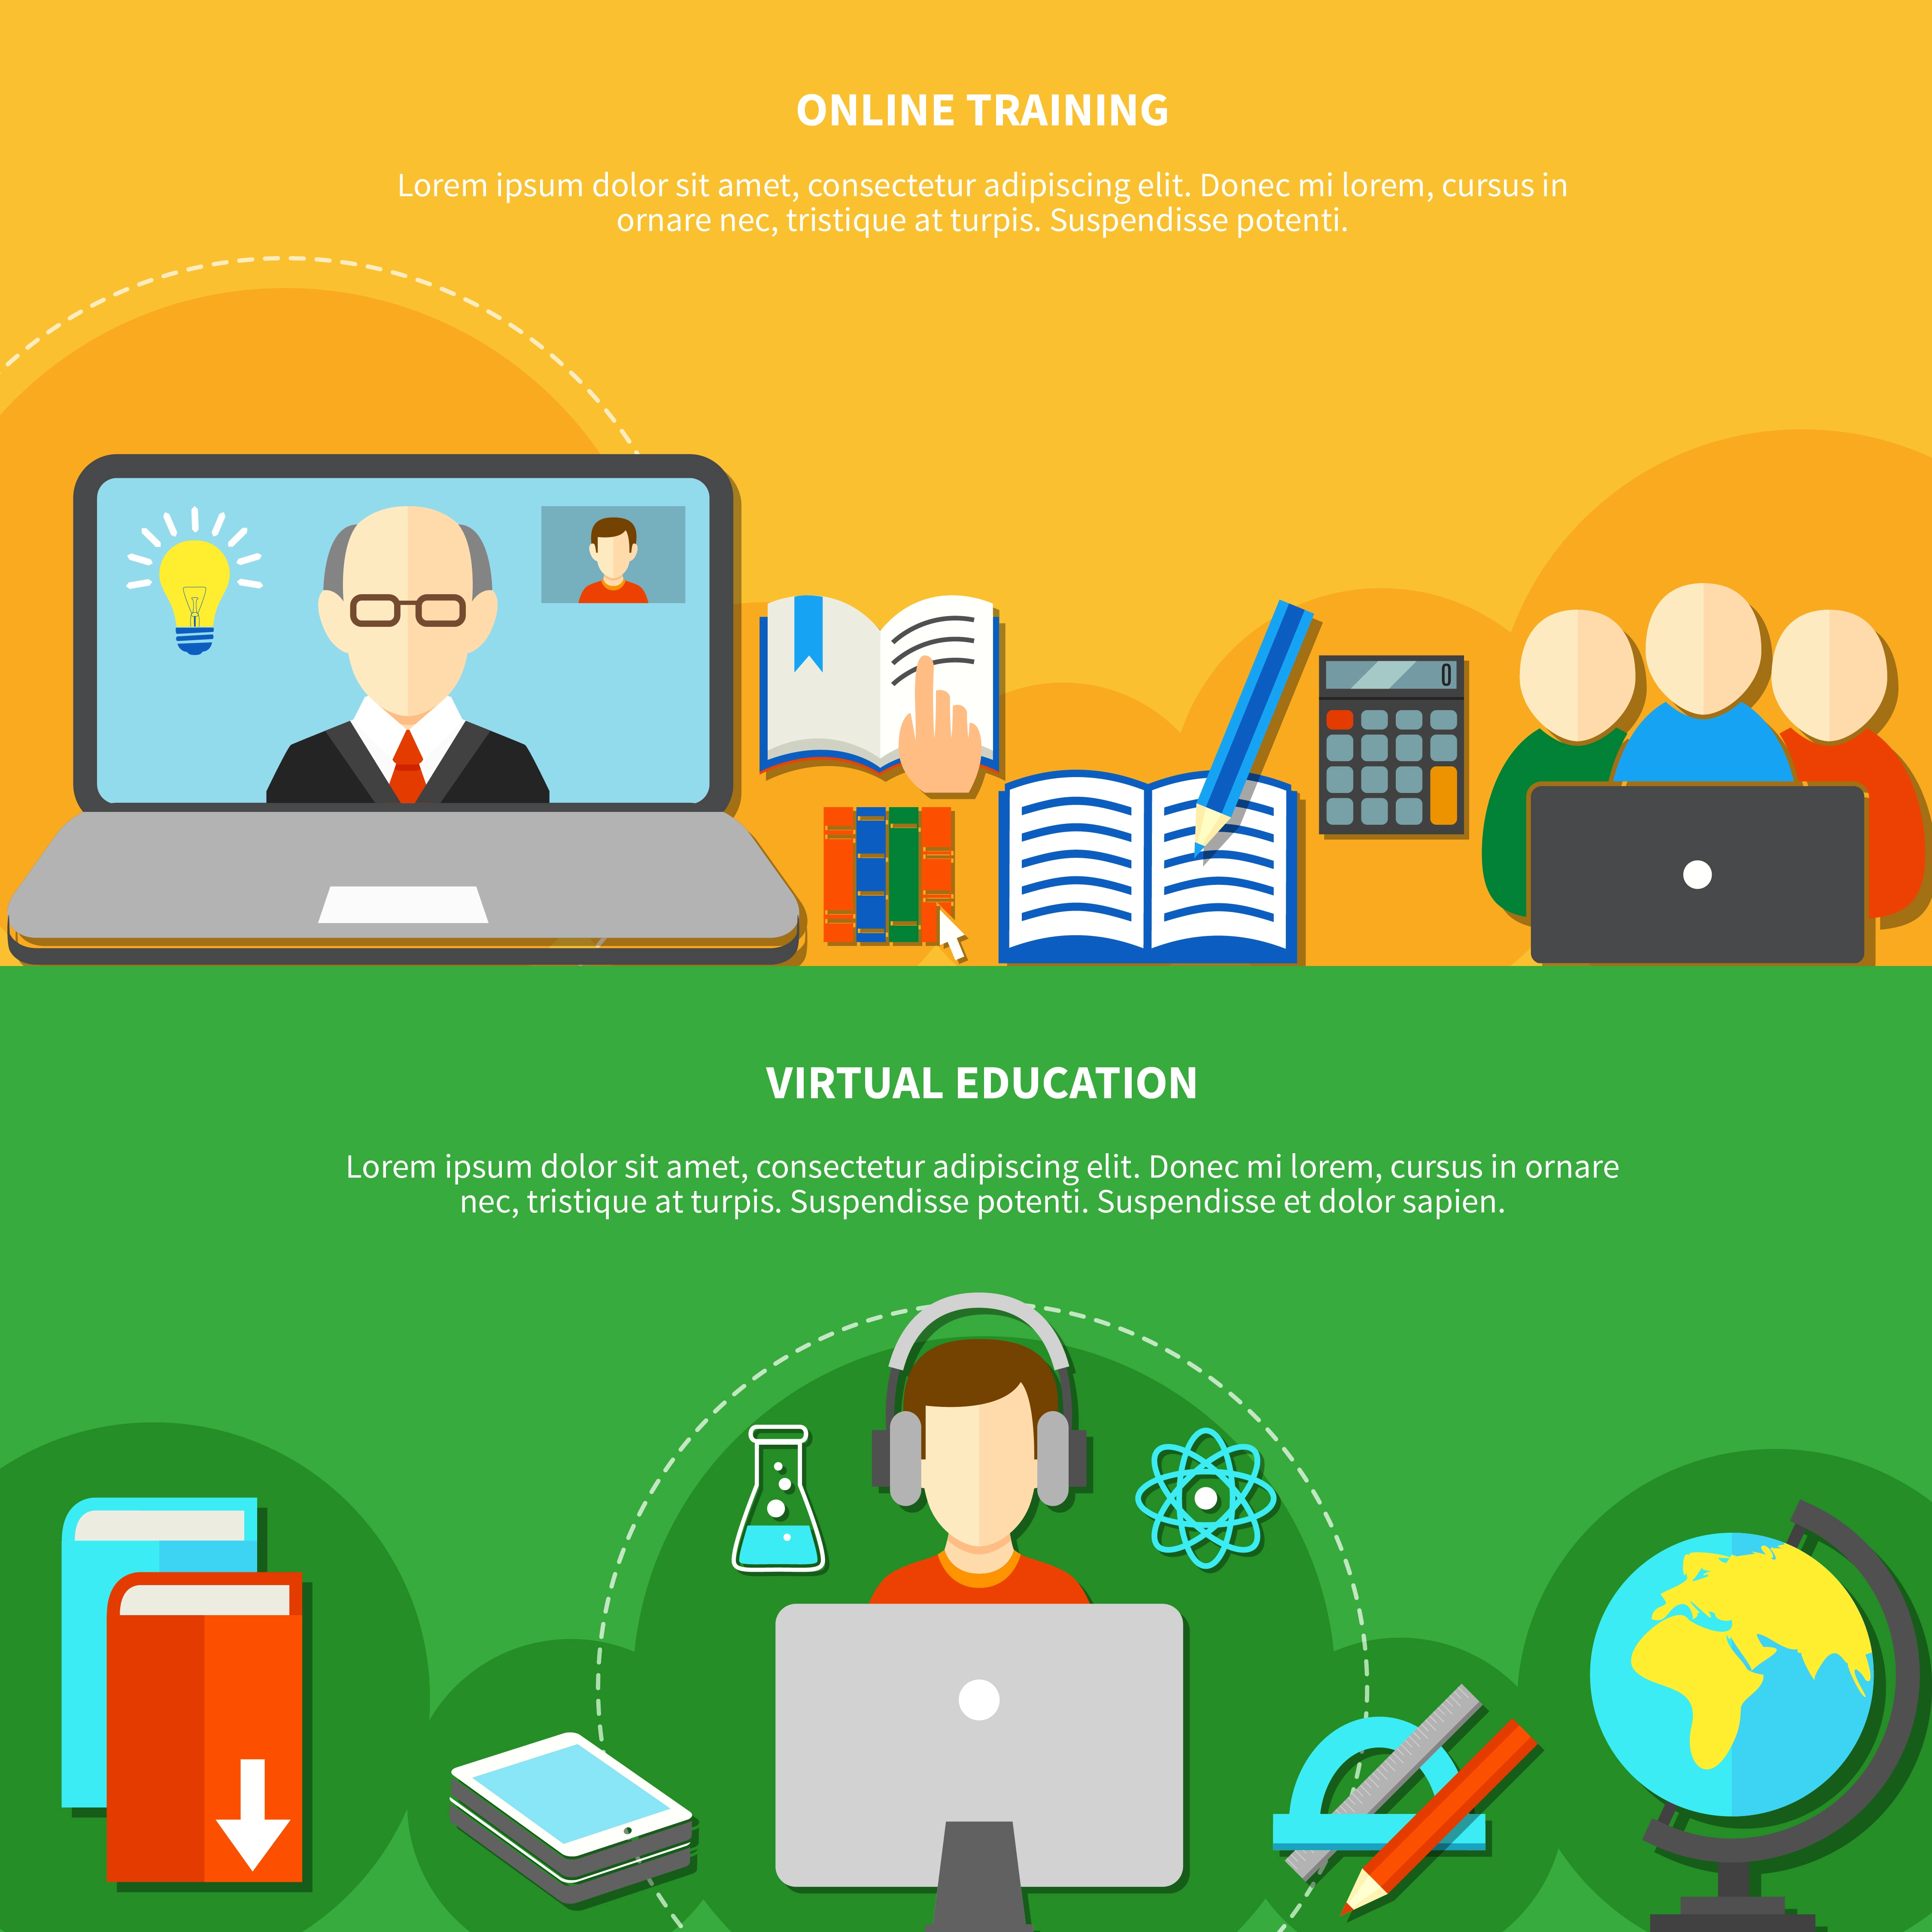 ONLINE TRAINING
Lorem ipsum dolor sit amet, consectetur adipiscing elit. Donec mi lorem, cursus in
ornare nec, tristique at turpis. Suspendisse potenti.
0
VIRTUAL EDUCATION
Lorem ipsum dolor sit amet, consectetur adipiscing elit. Donec mi lorem, cursus in ornare
nec, tristique at turpis. Suspendisse potenti. Suspendisse et dolor sapien.